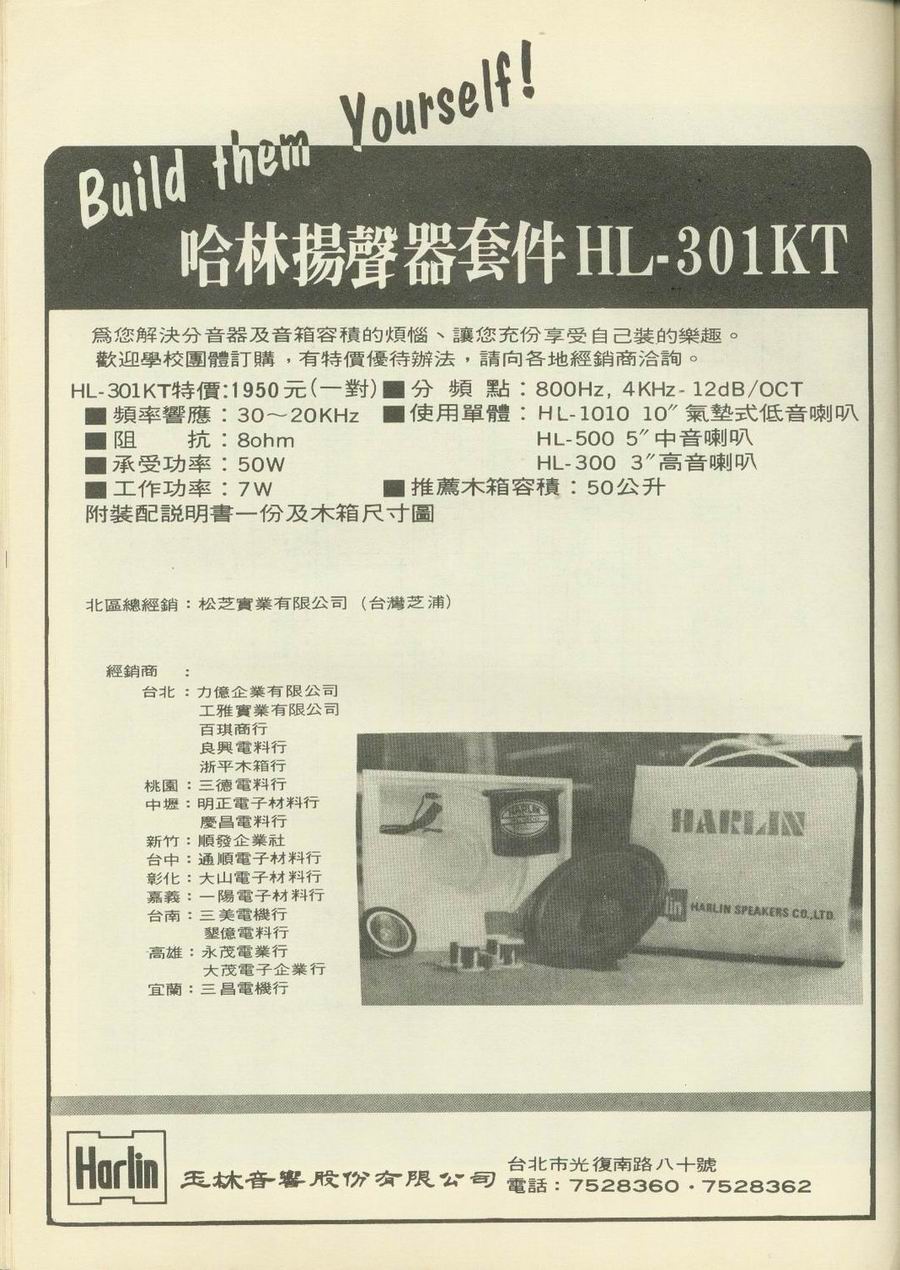 Build them Yourself!
哈林揚聲器套件HL-301KT
爲您解決分音器及音箱容積的煩惱、讓您充份享受自己裝的樂趣。
歡迎學校團體訂購，有特價優待辦法，請向各地經銷商洽詢。
HL-301KT特價:1950元(一對)
■頻率響應：30～20KHz
■阻　　抗：8ohm
■承受功率：50W
■工作功率：7W
■分 頻 點：800Hz, 4KHz-12dB/OCT
■使用單體：HL-1010 10″氣墊式低音喇叭
HL-500 5″中音喇叭
HL-300 3″高音喇叭
■推薦木箱容積：50公升
附裝配説明書一份及木箱尺寸圖
北區總經銷：松芝實業有限公司（台灣芝浦）
經銷商　：
台北：力億企業有限公司
工雅實業有限公司
百琪商行
良興電料行
浙平木箱行
桃園：三德電料行
中壢：明正電子材料行
慶昌電料行
新竹：順發企業社
台中：通順電子材料行
彰化：大山電子材料行
嘉義：一陽電子材料行
台南：三美電機行
墾億電料行
高雄：永茂電業行
大茂電子企業行
宜蘭：三昌電機行
HARLIN
HARLIN
lin HARLIN SPEAKERS CO.,LTD.
Harlin
玉林音響股份有限公司
台北市光復南路八十號
電話：7528360・7528362